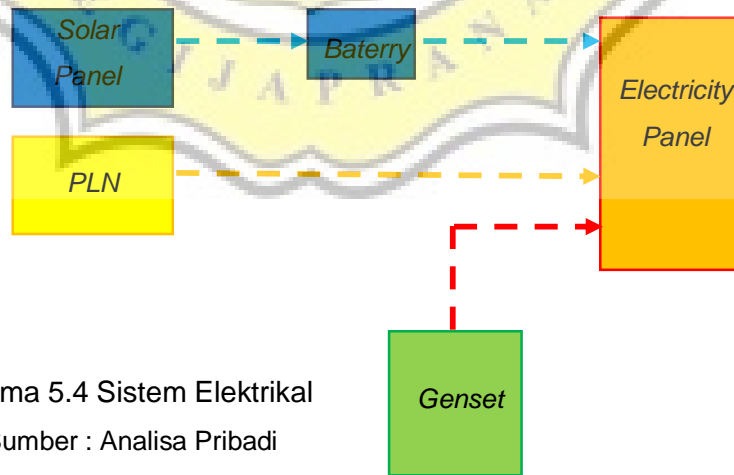 Solar
Panel
Baterry
Electricity
Panel
PLN
Genset
ma 5.4 Sistem Elektrikal
umber : Analisa Pribadi